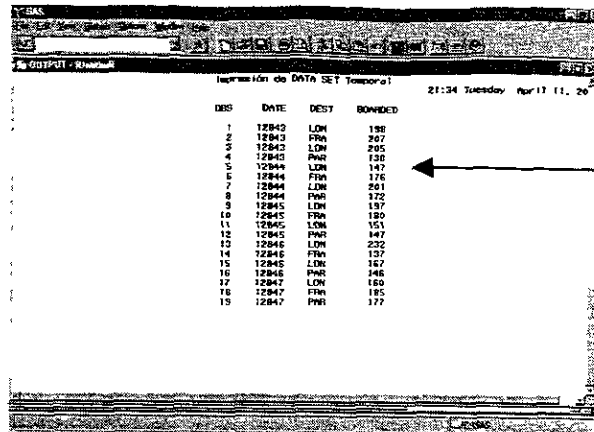 SAS
OUTPUT - (Untitled)
Impresión de DATA SET Temporal
21:34 Tuesday April 11, 20
OBS DATE DEST BOARDED
1 12843 LON 198
2 12843 FRA 207
3 12843 LON 205
4 12843 PAR 130
5 12844 LON 147
6 12844 FRA 176
7 12844 LON 201
8 12844 PAR 172
9 12845 LON 197
10 12845 FRA 180
11 12845 LON 151
12 12845 PAR 147
13 12846 LON 232
14 12846 FRA 137
15 12846 LON 167
16 12846 PAR 146
17 12847 LON 160
18 12847 FRA 185
19 12847 PAR 177